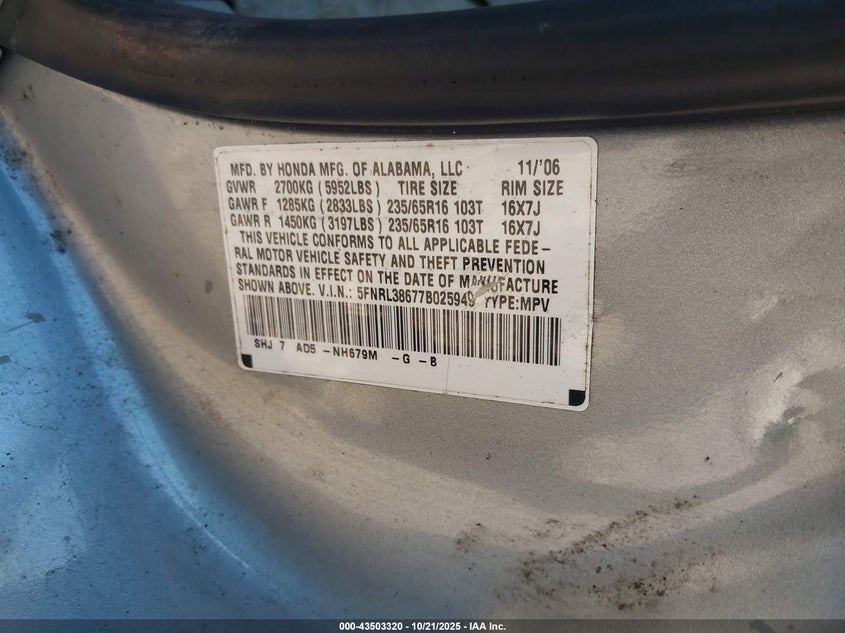 MFD. BY HONDA MFG. OF ALABAMA, LLC 11/'06
GVWR 2700KG (5952LBS) TIRE SIZE RIM SIZE
GAWR F 1285KG (2833LBS) 235/65R16 103T 16X7J
GAWR R 1450KG (3197LBS) 235/65R16 103T 16X7J
THIS VEHICLE CONFORMS TO ALL APPLICABLE FEDE-
RAL MOTOR VEHICLE SAFETY AND THEFT PREVENTION
STANDARDS IN EFFECT ON THE DATE OF MANUFACTURE
SHOWN ABOVE. V.I.N.: 5FNRL38677B025949 TYPE:MPV
SHJ 7 AD5 -NH679M -G -B
000-43503320 - 10/21/2025 - IAA Inc.